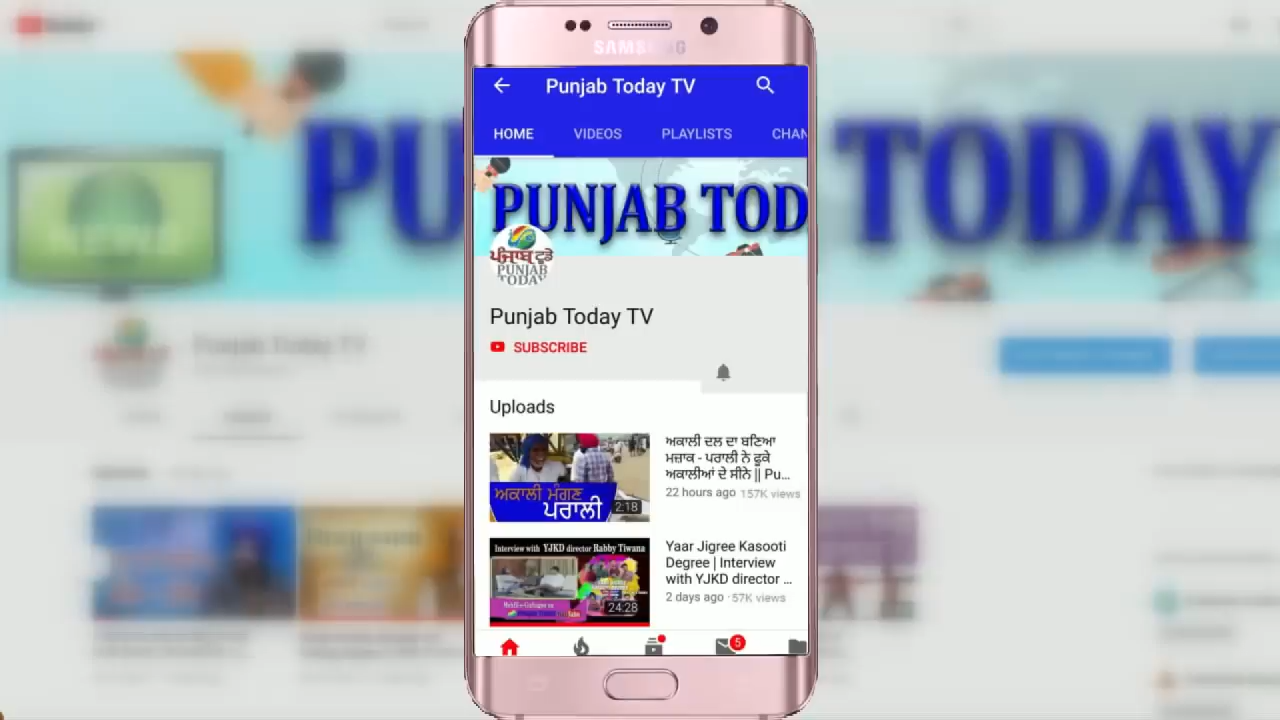 SAMSUNG
Punjab Today TV
HOME VIDEOS PLAYLISTS CHAN
PU
TODAY
PUNJAB TOD
ਪੰਜਾਬ ਟੂਡੇ
PUNJAB
TODAY
Punjab Today TV
SUBSCRIBE
Uploads
ਅਕਾਲੀ ਦਲ ਦਾ ਬਣਿਆ
ਮਜ਼ਾਕ - ਪਰਾਲੀ ਨੇ ਫੂਕੇ
ਅਕਾਲੀਆਂ ਦੇ ਸੀਨੇ || Pu...
22 hours ago 157K views
ਅਕਾਲੀ ਮੰਗਣ
ਪਰਾਲੀ
2:18
Interview with YJKD director Rabby Tiwana
24:28
Yaar Jigree Kasooti
Degree | Interview
with YJKD director ...
2 days ago · 57K views
5